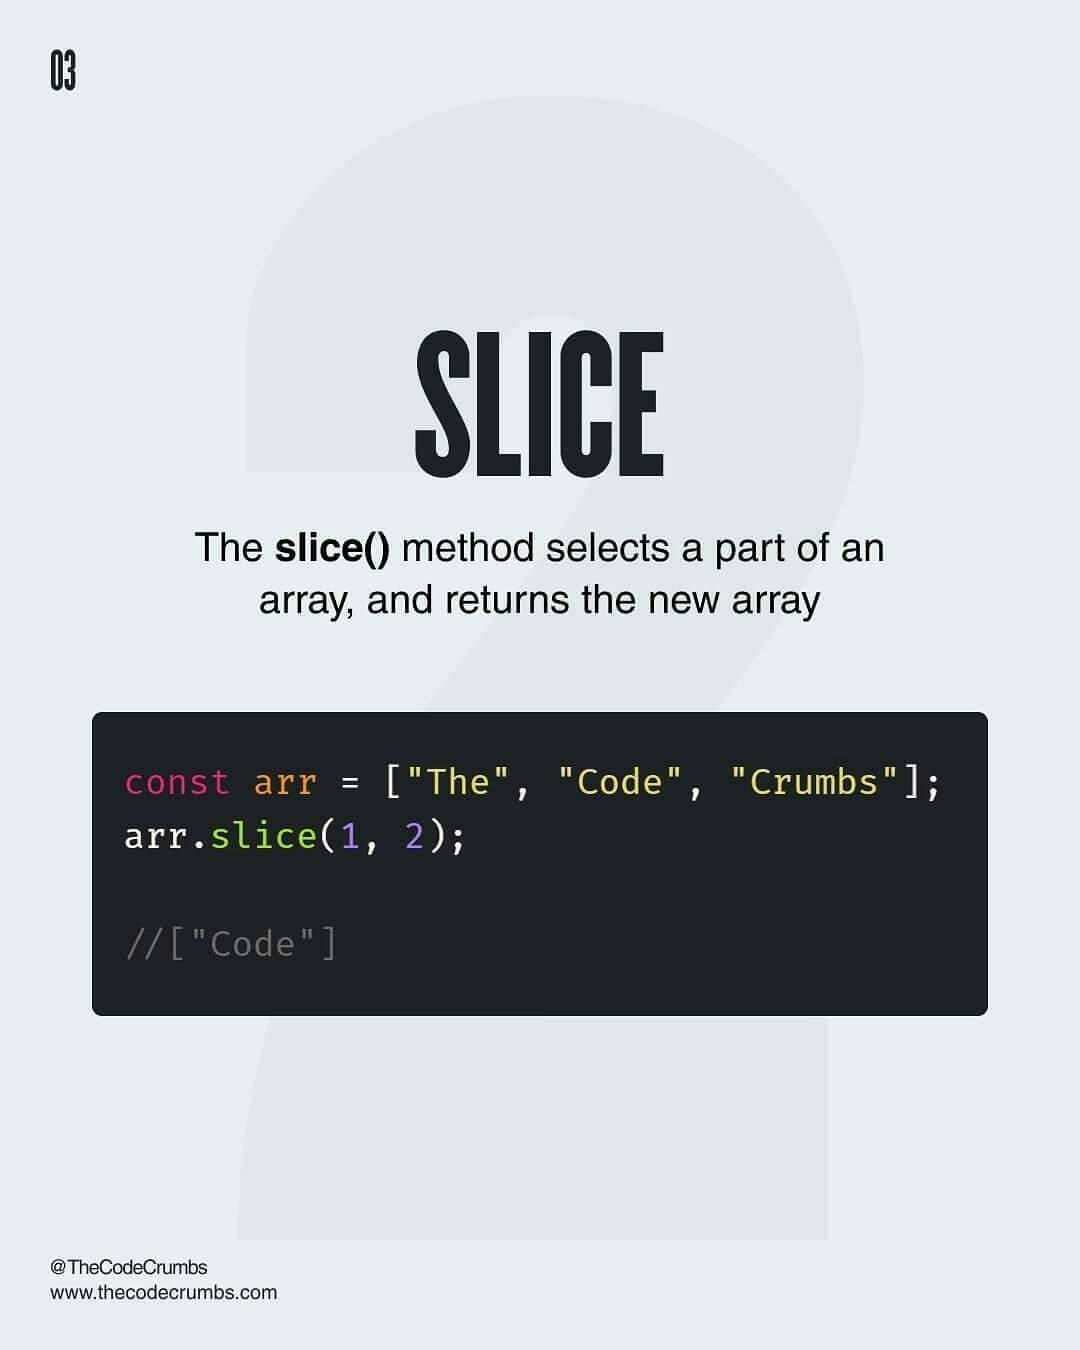 03
2
SLICE
The slice() method selects a part of an
array, and returns the new array
const arr = ["The", "Code", "Crumbs"];
arr.slice(1, 2);
//["Code"]
@TheCodeCrumbs
www.thecodecrumbs.com